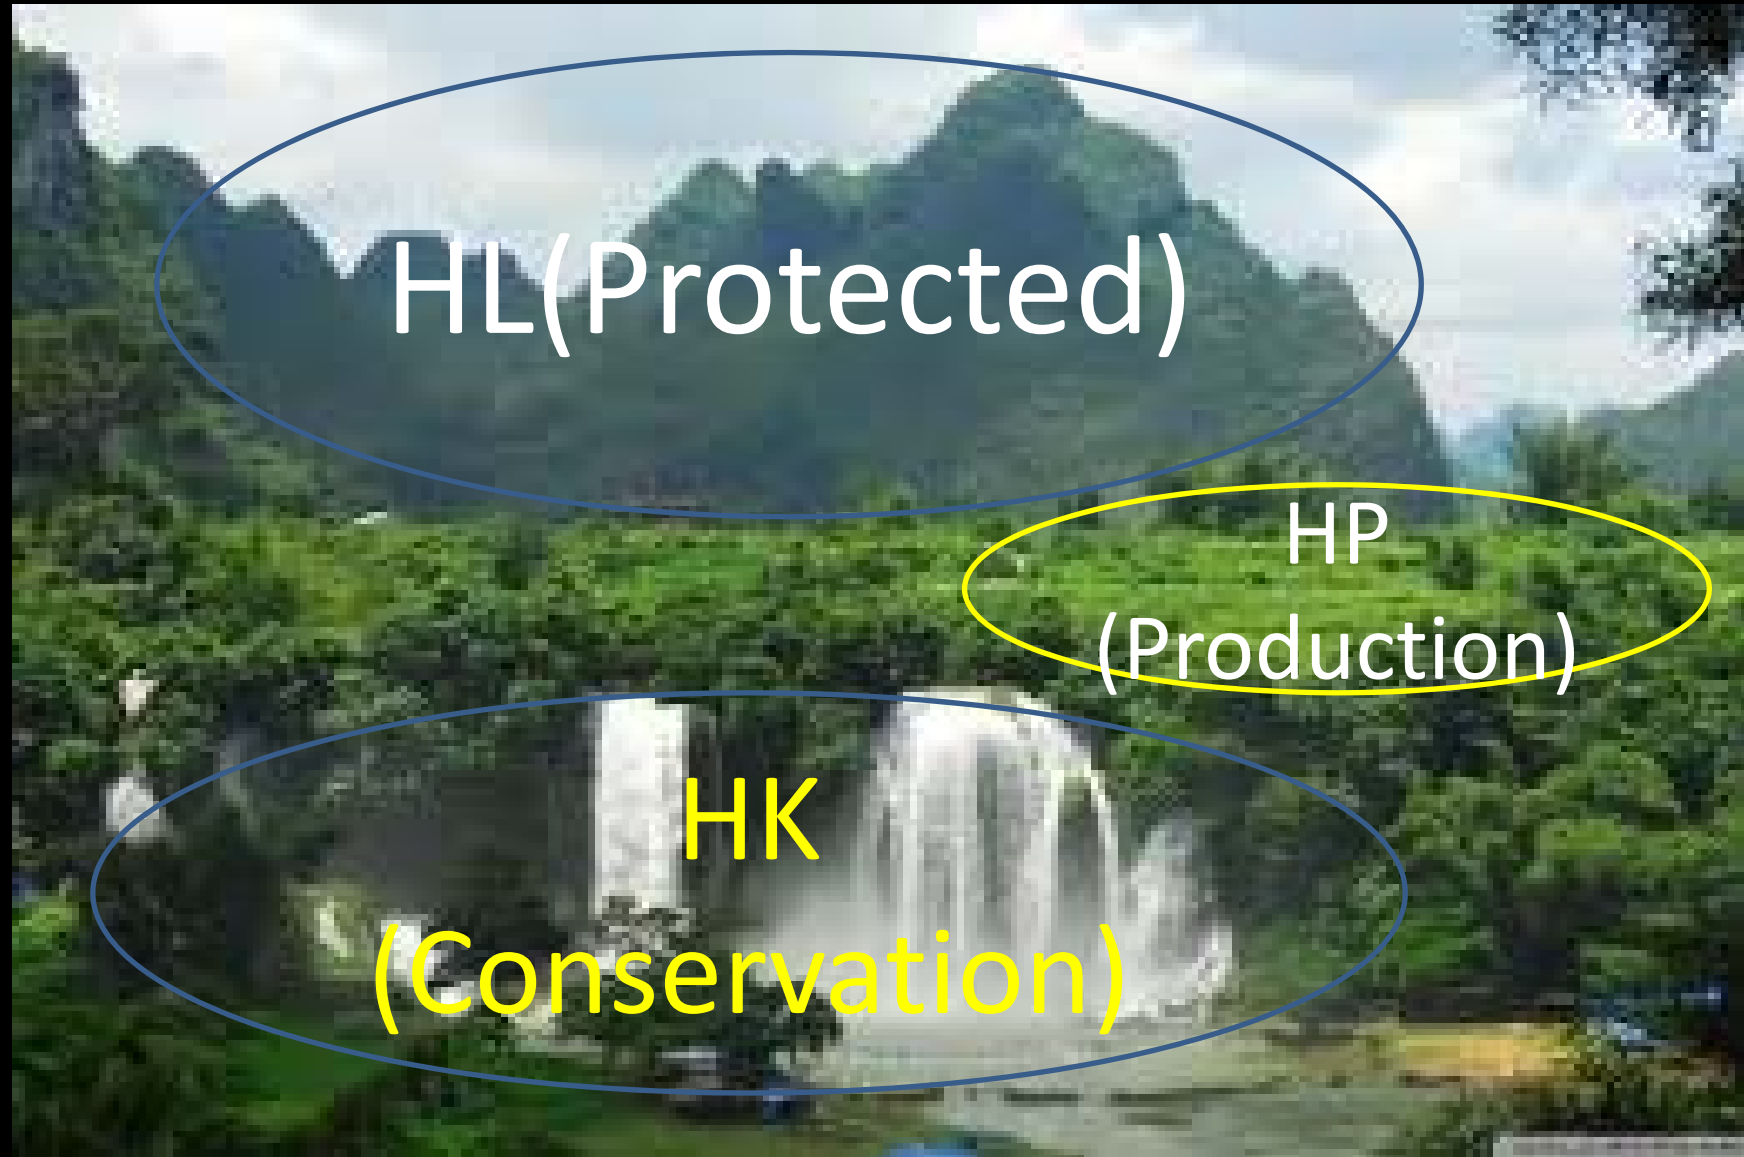 HL(Protected)
HP
(Production)
HK
(Conservation)